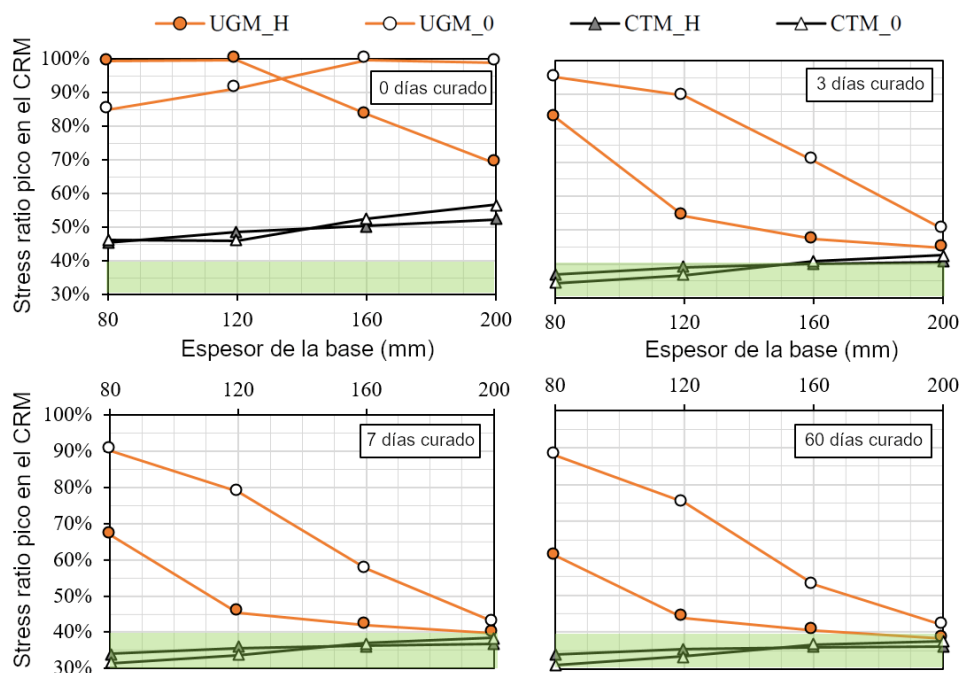 UGM_H UGM_0 CTM_H CTM_0
Stress ratio pico en el CRM
100%
90%
80%
70%
60%
50%
40%
30%
0 días curado
80 120 160 200
Espesor de la base (mm)
3 días curado
80 120 160 200
Espesor de la base (mm)
Stress ratio pico en el CRM
80 120 160 200
100%
90%
80%
70%
60%
50%
40%
30%
7 días curado
80 120 160 200
60 días curado